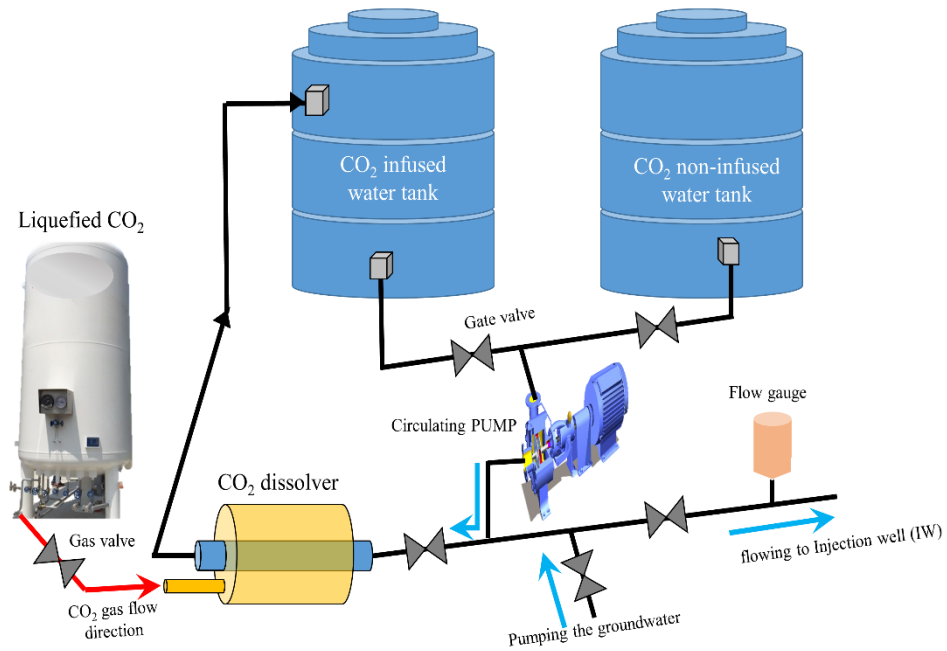 CO₂ infused
water tank
CO₂ non-infused
water tank
Liquefied CO₂
Gate valve
Circulating PUMP
Flow gauge
CO₂ dissolver
Gas valve
CO₂ gas flow
direction
flowing to Injection well (IW)
Pumping the groundwater